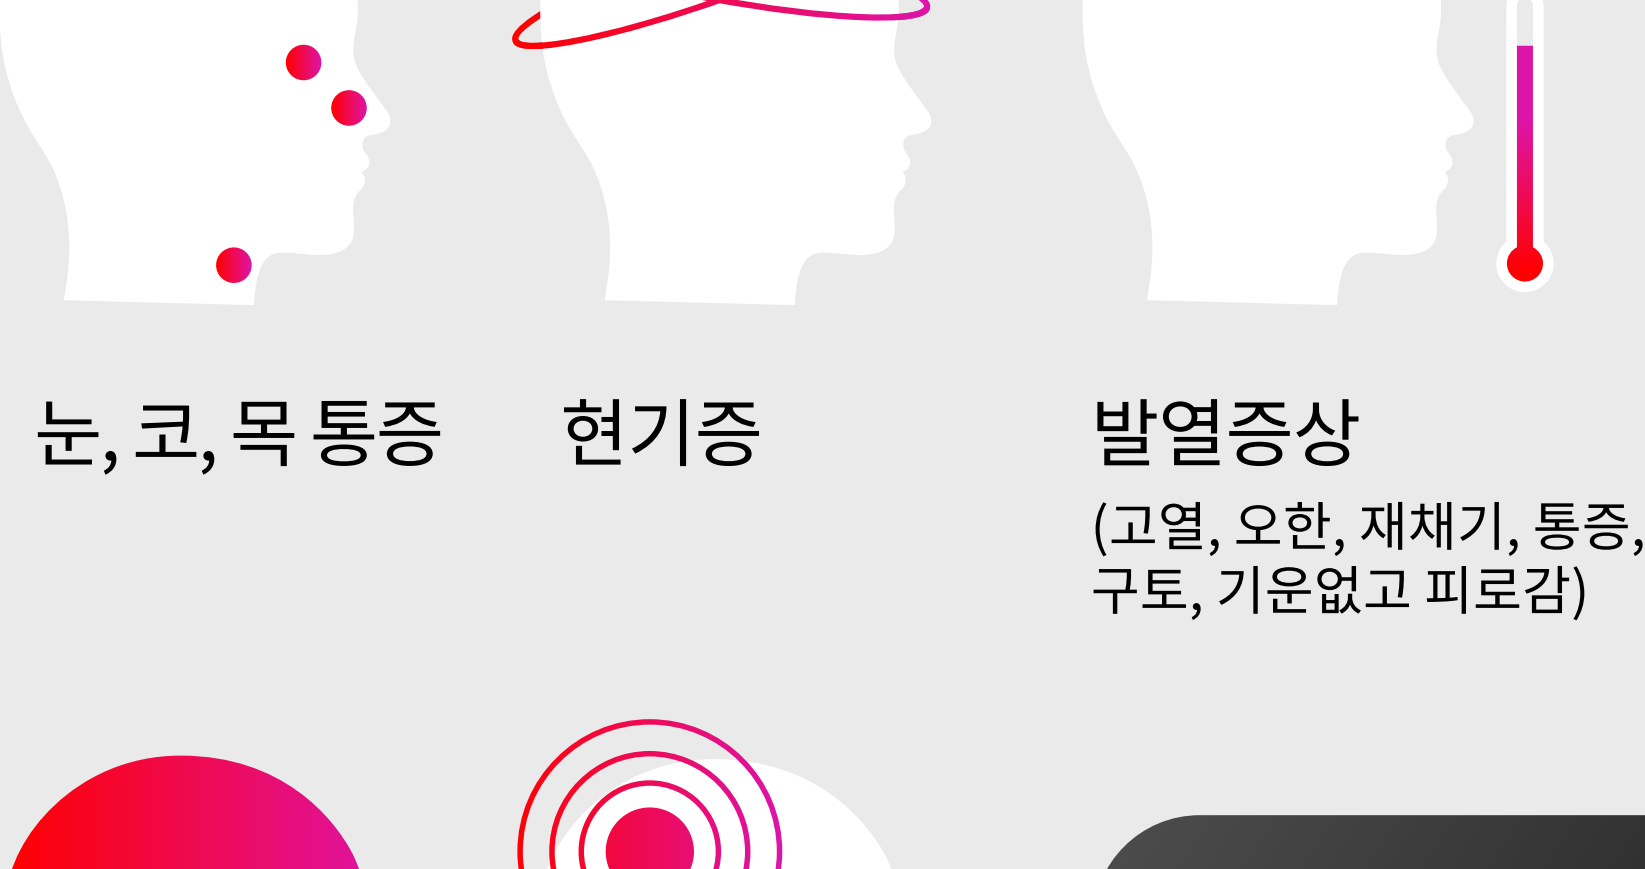 눈, 코, 목 통증
현기증
발열증상
(고열, 오한, 재채기, 통증,
구토, 기운없고 피로감)